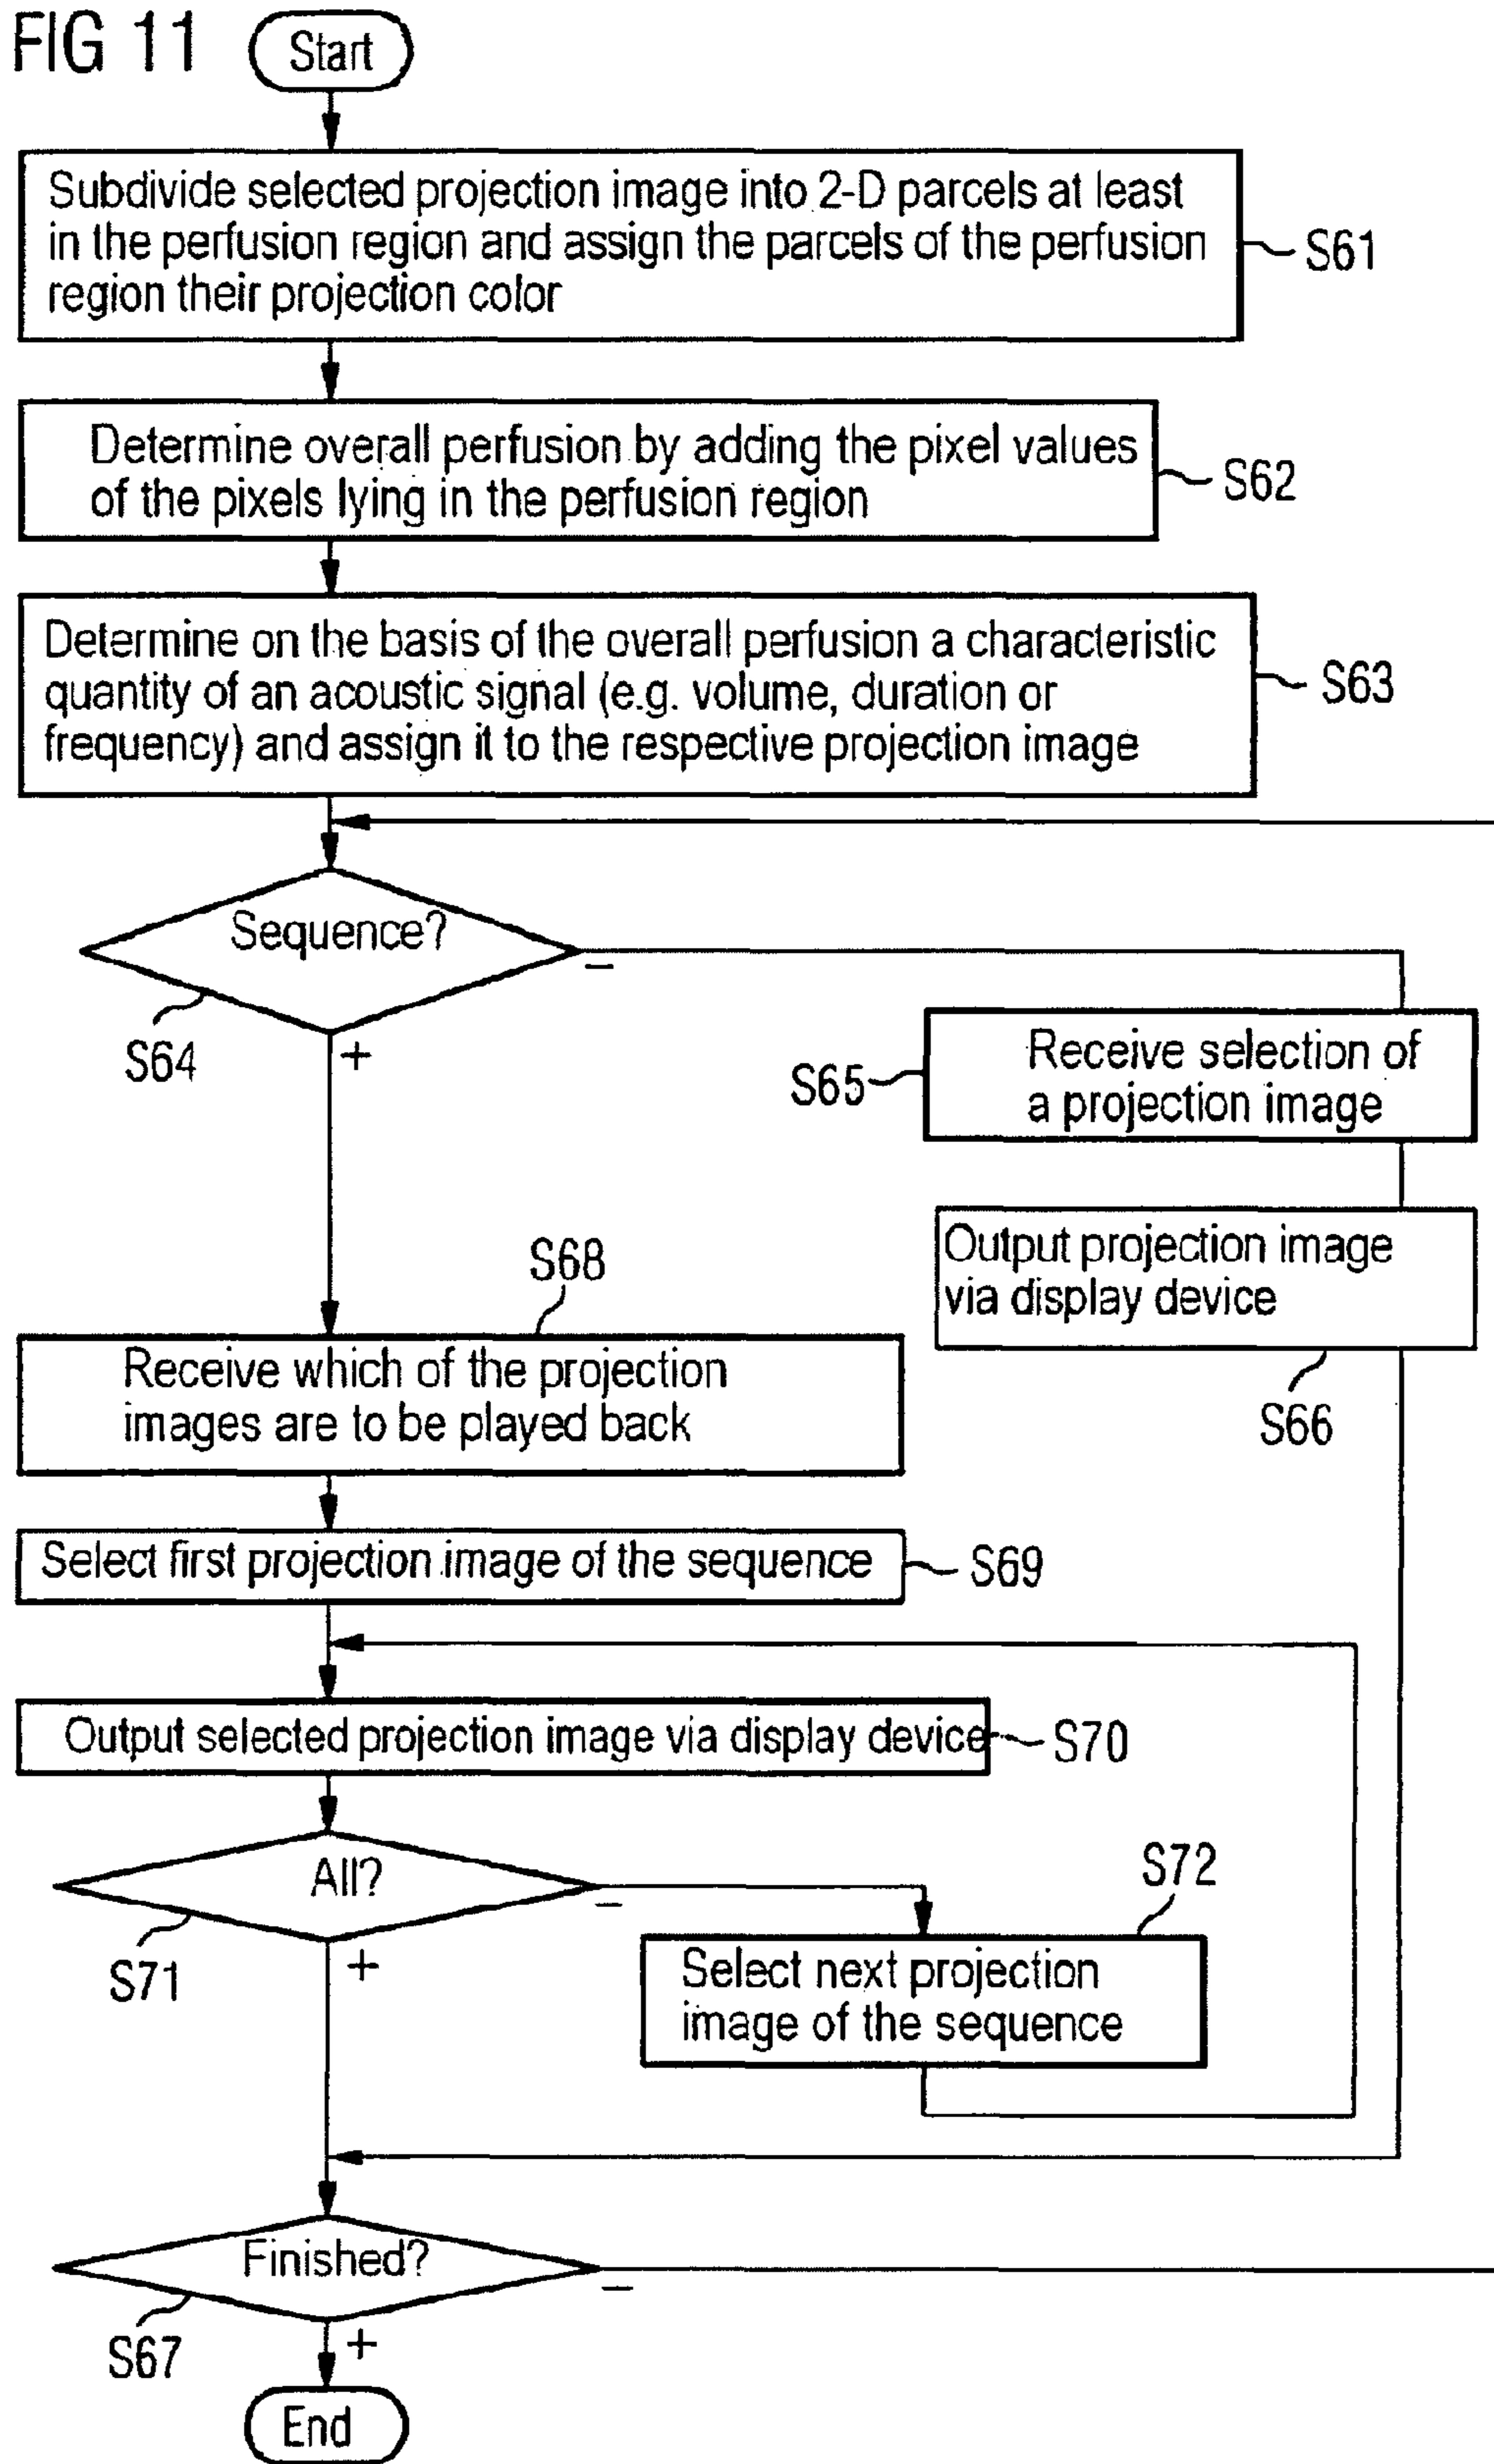 FIG 11
Start
Subdivide selected projection image into 2-D parcels at least
in the perfusion region and assign the parcels of the perfusion
region their projection color
S61
Determine overall perfusion by adding the pixel values
of the pixels lying in the perfusion region
S62
Determine on the basis of the overall perfusion a characteristic
quantity of an acoustic signal (e.g. volume, duration or
frequency) and assign it to the respective projection image
S63
Sequence?
−
S64
+
Receive selection of
a projection image
S65
Output projection image
via display device
S66
S68
Receive which of the projection
images are to be played back
Select first projection image of the sequence
S69
Output selected projection image via display device
S70
All?
−
S71
+
S72
Select next projection
image of the sequence
Finished?
−
S67
+
End